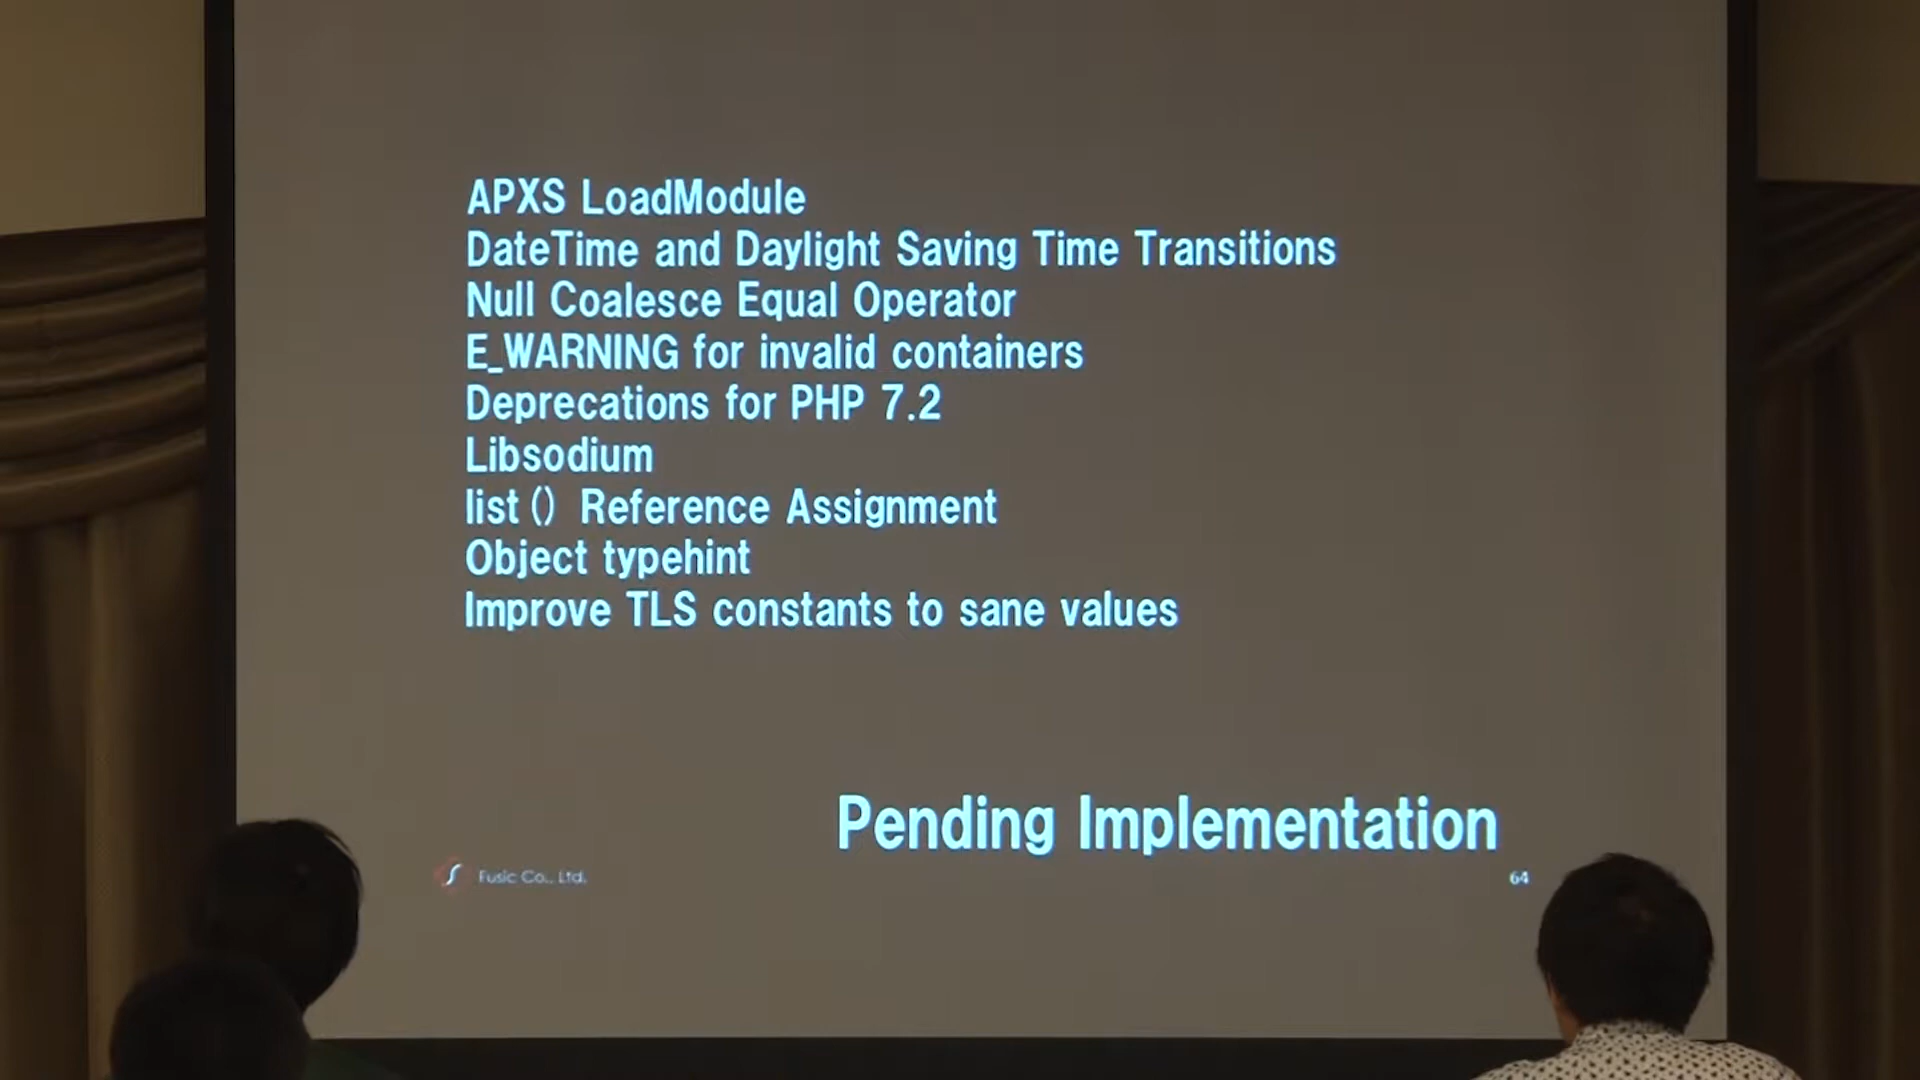 APXS LoadModule
DateTime and Daylight Saving Time Transitions
Null Coalesce Equal Operator
E_WARNING for invalid containers
Deprecations for PHP 7.2
Libsodium
list() Reference Assignment
Object typehint
Improve TLS constants to sane values
Pending Implementation
Fusic Co., Ltd.
64